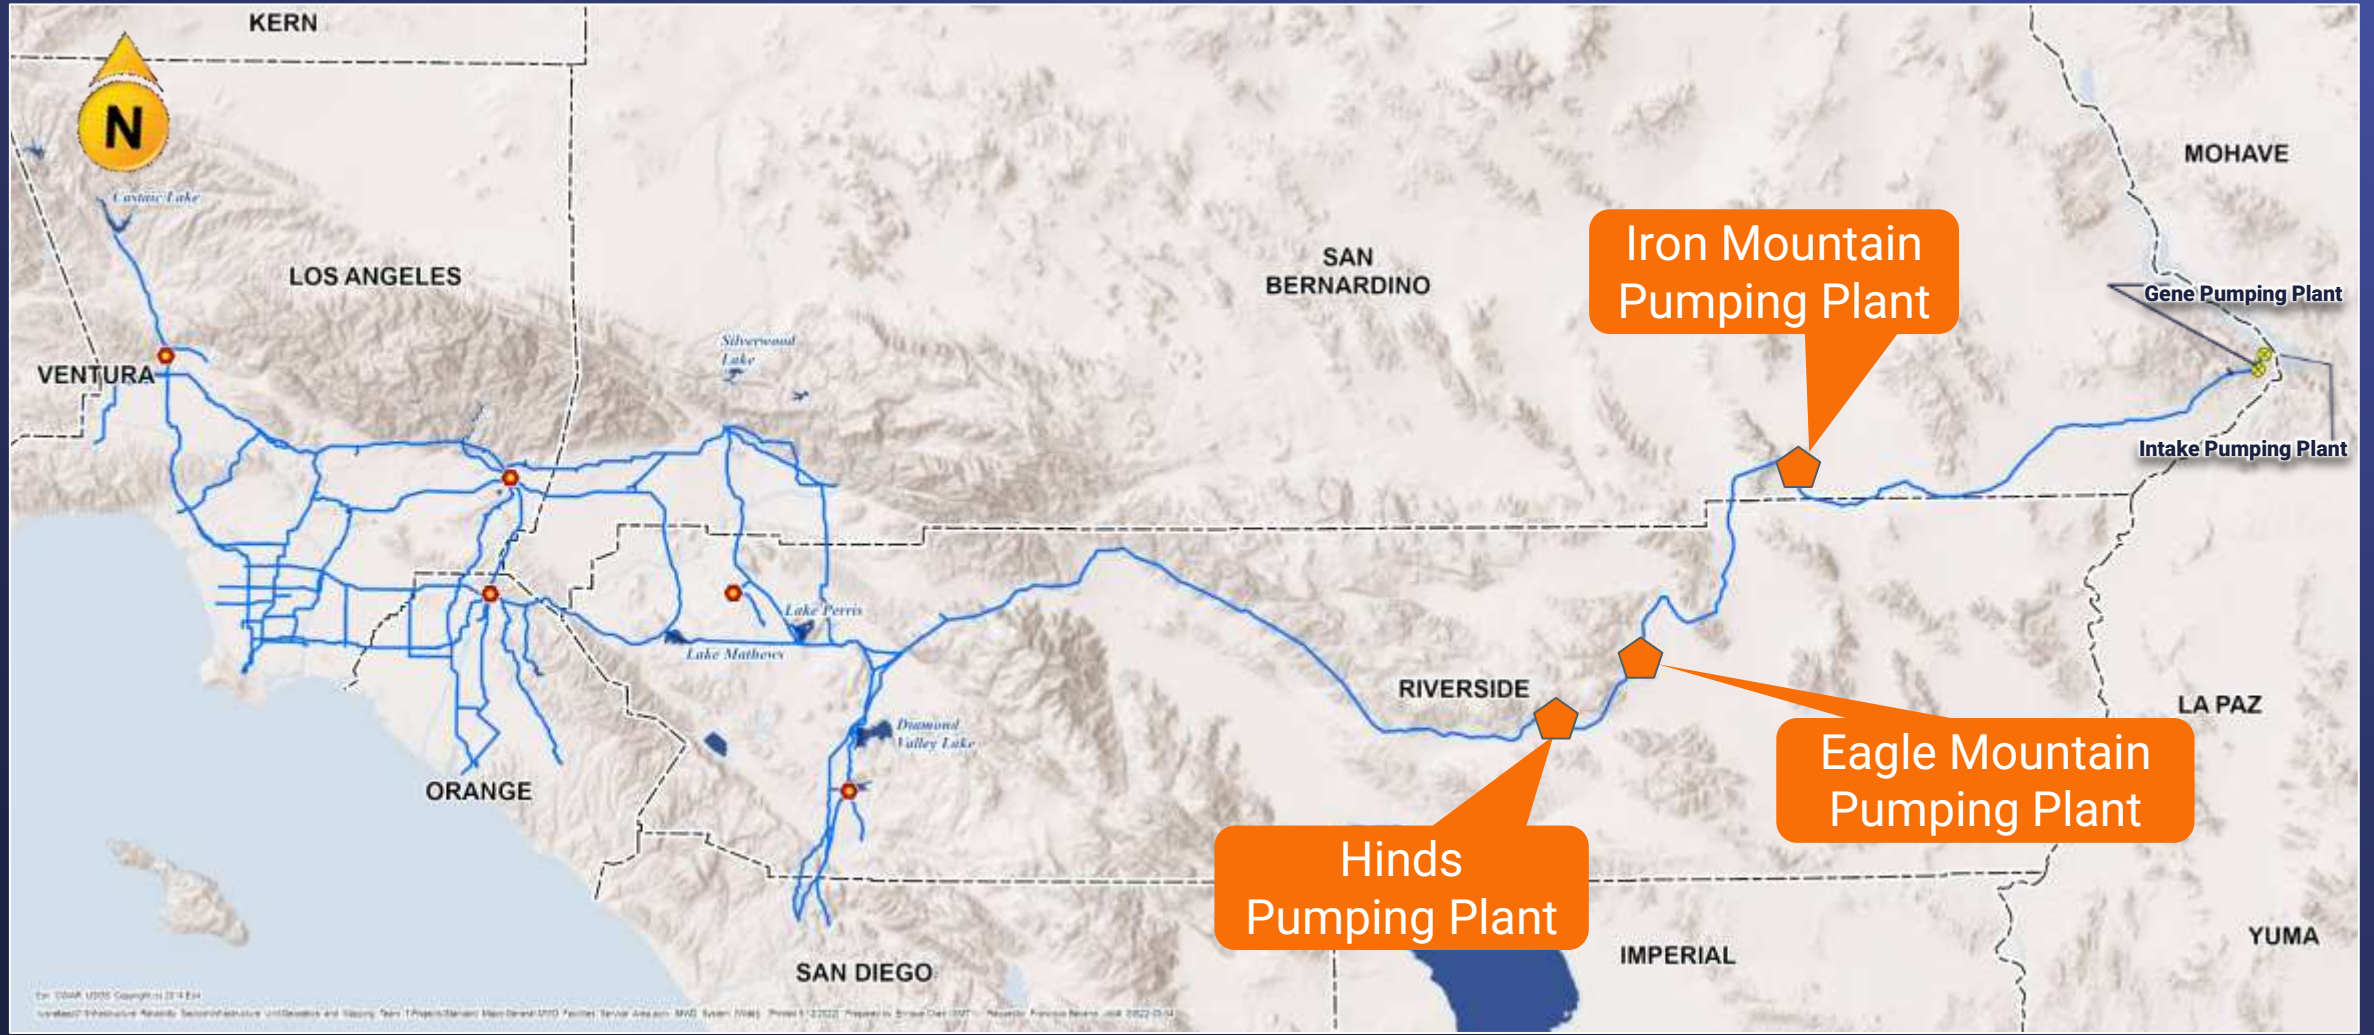 KERN
N
MOHAVE
Castaic Lake
Iron Mountain
Pumping Plant
SAN
BERNARDINO
LOS ANGELES
Gene Pumping Plant
Silverwood
Lake
VENTURA
Intake Pumping Plant
Lake Perris
Lake Mathews
RIVERSIDE
LA PAZ
Diamond
Valley Lake
Eagle Mountain
Pumping Plant
ORANGE
Hinds
Pumping Plant
YUMA
IMPERIAL
SAN DIEGO